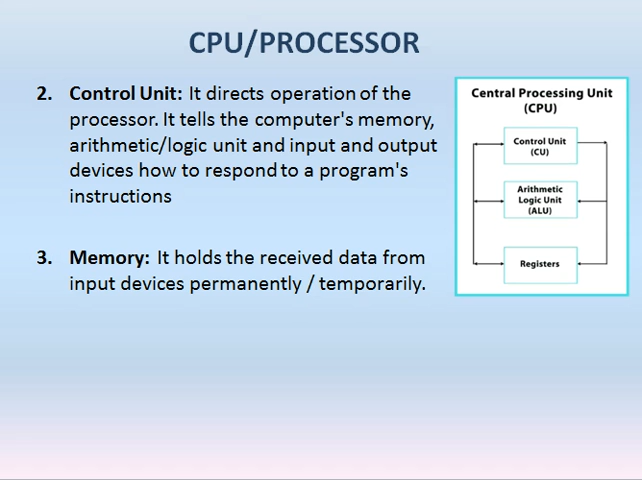 CPU/PROCESSOR
2. Control Unit: It directs operation of the
processor. It tells the computer's memory,
arithmetic/logic unit and input and output
devices how to respond to a program's
instructions
3. Memory: It holds the received data from
input devices permanently / temporarily.
Central Processing Unit
(CPU)
Control Unit
(CU)
Arithmetic
Logic Unit
(ALU)
Registers